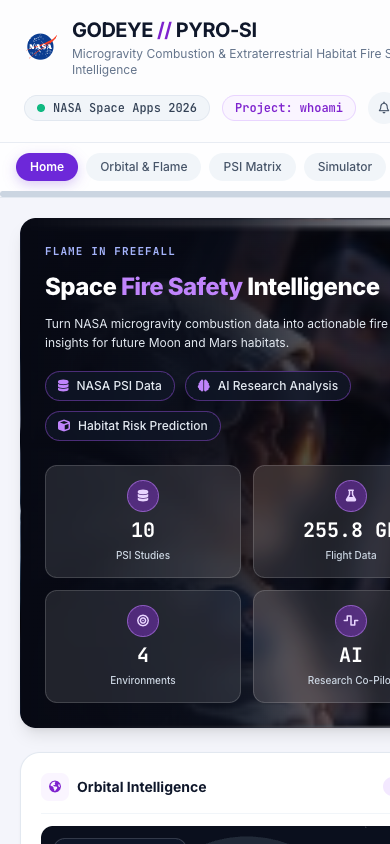 GODEYE // PYRO-SI
Microgravity Combustion & Extraterrestrial Habitat Fire
Intelligence
NASA
NASA Space Apps 2026
Project: whoami
Home
Orbital & Flame
PSI Matrix
Simulator
FLAME IN FREEFALL
Space Fire Safety Intelligence
Turn NASA microgravity combustion data into actionable fire
insights for future Moon and Mars habitats.
NASA PSI Data
AI Research Analysis
Habitat Risk Prediction
10
PSI Studies
255.8
Flight Data
4
Environments
AI
Research
Orbital Intelligence